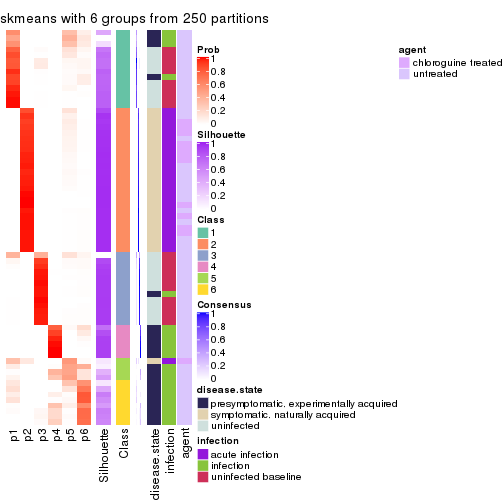 skmeans with 6 groups from 250 partitions
Prob
1
0.8
0.6
0.4
0.2
0
Silhouette
1
0.8
0.6
0.4
0.2
0
Class
1
2
3
4
5
6
Consensus
1
0.8
0.6
0.4
0.2
0
disease.state
presymptomatic, experimentally acquired
symptomatic, naturally acquired
uninfected
infection
acute infection
infection
uninfected baseline
agent
chloroguine treated
untreated
p1
p2
p3
p4
p5
p6
Silhouette
Class
disease.state
infection
agent